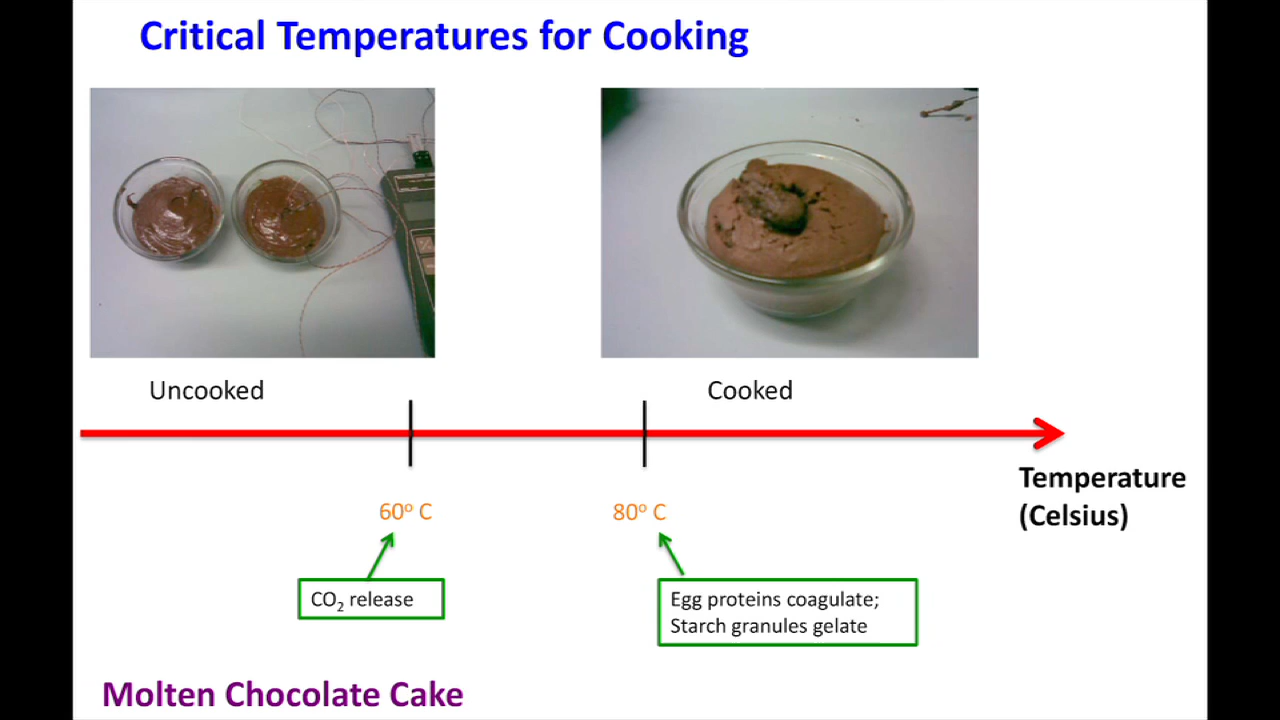 Critical Temperatures for Cooking
Uncooked
Cooked
Temperature
(Celsius)
60° C
80° C
CO₂ release
Egg proteins coagulate;
Starch granules gelate
Molten Chocolate Cake